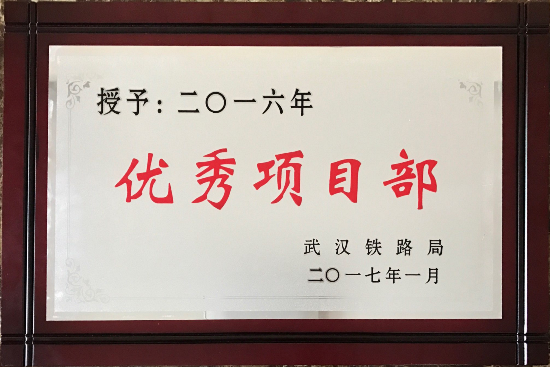 授予：二〇一六年
优秀项目部
武汉铁路局
二〇一七年一月